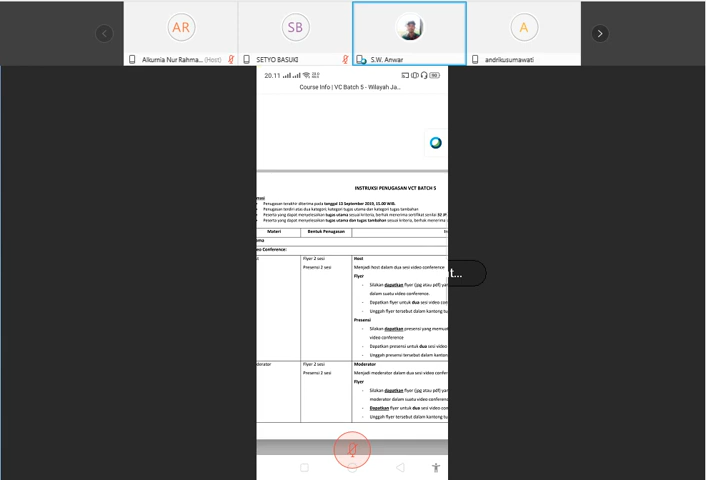 AR
SB
A
Alkumia Nur Rahma... (Host)
SETYO BASUKI
S.W. Anwar
andrikusumawati
20.11
Course Info | VC Batch 5 - Wilayah Ja...
INSTRUKSI PENUGASAN VCT BATCH 5
Penugasan terakhir diterima pada tanggal 13 September 2019, 15.00 WIB.
Penugasan terdiri atas dua kategori: kategori tugas utama dan kategori tugas tambahan
Peserta yang dapat menyelesaikan tugas utama sesuai kriteria, berhak menerima sertifikat senilai 32 JP.
Peserta yang dapat menyelesaikan tugas utama dan tugas tambahan sesuai kriteria, berhak menerima
Materi Bentuk Penugasan
eo Conference:
Flyer 2 sesi Host
Presensi 2 sesi Menjadi host dalam dua sesi video conference
Flyer
- Silakan dapatkan flyer (jpg atau pdf)
dalam suatu video conference.
- Dapatkan flyer untuk dua sesi video
- Unggah flyer tersebut dalam kantong
Presensi
- Silakan dapatkan presensi yang
video conference
- Dapatkan presensi untuk dua sesi video
- Unggah presensi tersebut dalam
derator Flyer 2 sesi Moderator
Presensi 2 sesi Menjadi moderator dalam dua sesi video
Flyer
- Silakan dapatkan flyer (jpg atau pdf)
moderator dalam suatu video
- Dapatkan flyer untuk dua sesi video
- Unggah flyer tersebut dalam kantong
t...